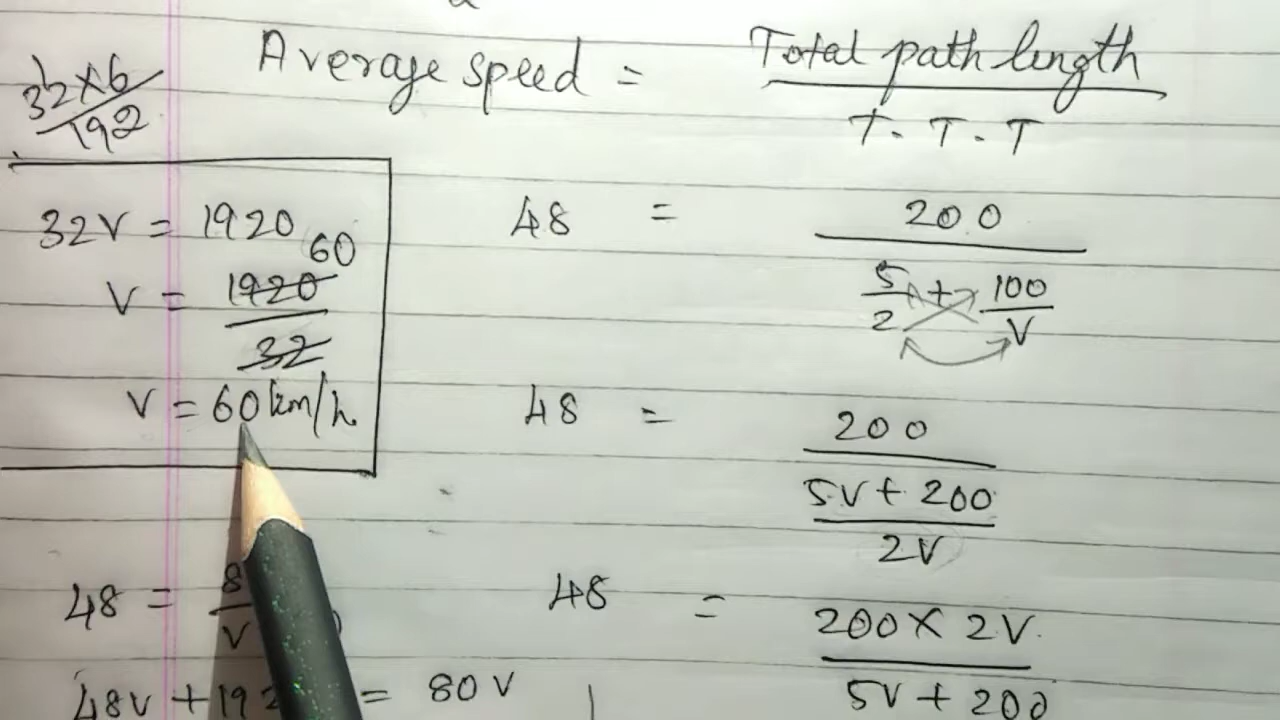 Average speed = Total path length / T.T.T
32×6
192
32V = 1920
V = 1920/32 60
V = 60 km/h
48 = 200 / (5/2 + 100/V)
48 = 200 / ((5V + 200)/2V)
48 = (200 × 2V) / (5V + 200)
48 = 8 / V
48V + 19 = 80V